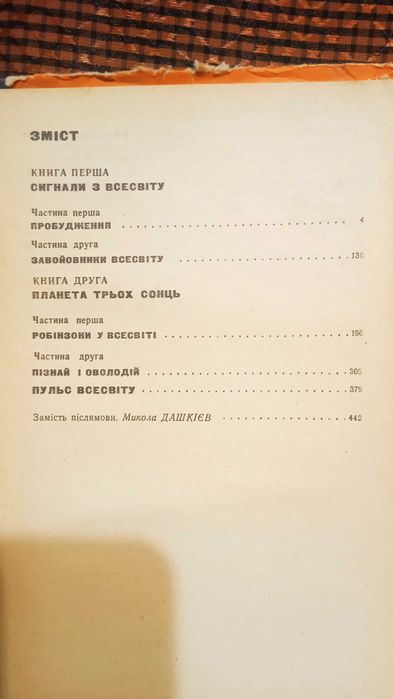 ЗМІСТ
КНИГА ПЕРША
СИГНАЛИ З ВСЕСВІТУ
Частина перша
ПРОБУДЖЕННЯ . . . . . . . . . . . . . . . . . . . . . 4
Частина друга
ЗАВОЙОВНИКИ ВСЕСВІТУ . . . . . . . . . . . . . . . 130
КНИГА ДРУГА
ПЛАНЕТА ТРЬОХ СОНЦЬ
Частина перша
РОБІНЗОНИ У ВСЕСВІТІ . . . . . . . . . . . . . . . . 196
Частина друга
ПІЗНАЙ І ОВОЛОДІЙ . . . . . . . . . . . . . . . . . . 305
ПУЛЬС ВСЕСВІТУ . . . . . . . . . . . . . . . . . . . 379
Замість післямови. Микола ДАШКІЄВ . . . . . . . . . . . 442